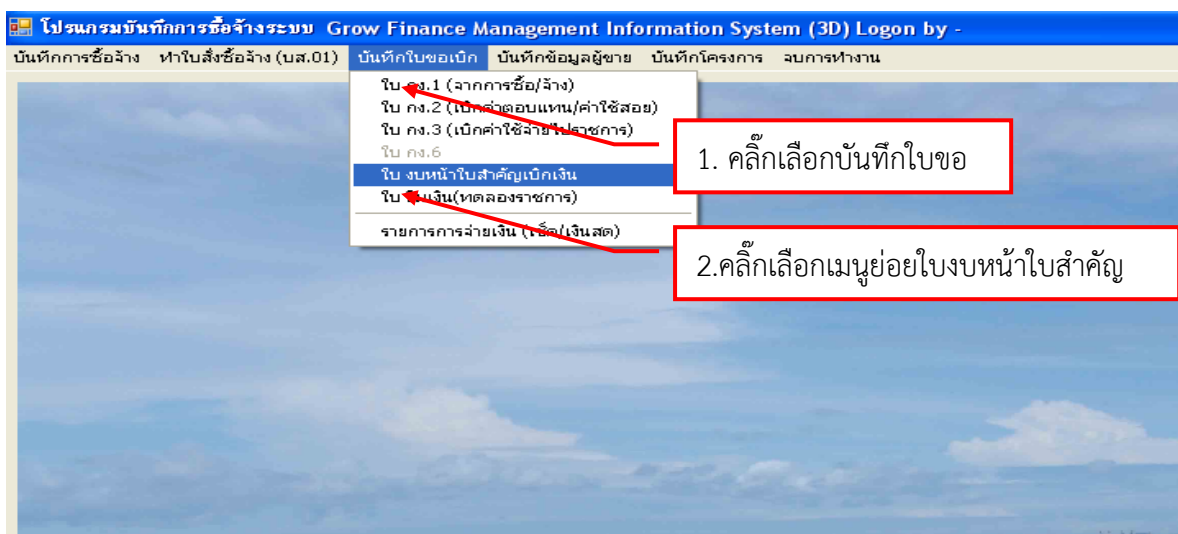 โปรแกรมบันทึกการซื้อจ้างระบบ Grow Finance Management Information System (3D) Logon by -
บันทึกการซื้อจ้าง ทำใบสั่งซื้อจ้าง (บส.01) บันทึกใบขอเบิก บันทึกข้อมูลผู้ขาย บันทึกโครงการ จบการทำงาน
ใบ กง.1 (จากการซื้อ/จ้าง)
ใบ กง.2 (เบิกค่าตอบแทน/ค่าใช้สอย)
ใบ กง.3 (เบิกค่าใช้จ่ายไปราชการ)
ใบ กง.6
ใบ งบหน้าใบสำคัญเบิกเงิน
ใบ ยืมเงิน(ทดลองราชการ)
รายการการจ่ายเงิน (เช็ค/เงินสด)
1. คลิ๊กเลือกบันทึกใบขอ
2.คลิ๊กเลือกเมนูย่อยใบงบหน้าใบสำคัญ